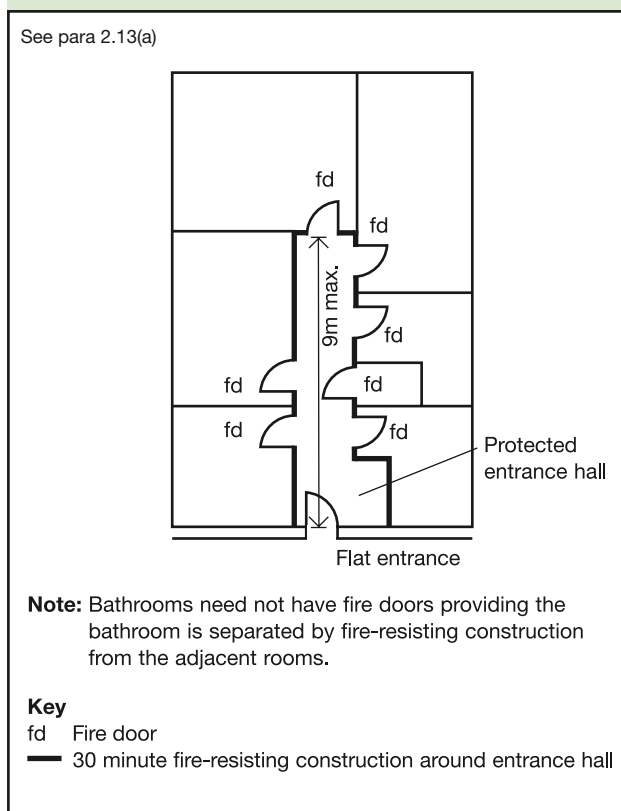 See para 2.13(a)
fd
fd
9m max.
fd
fd
fd
fd
fd
Protected
entrance hall
Flat entrance
Note: Bathrooms need not have fire doors providing the
bathroom is separated by fire-resisting construction
from the adjacent rooms.
Key
fd Fire door
30 minute fire-resisting construction around entrance hall